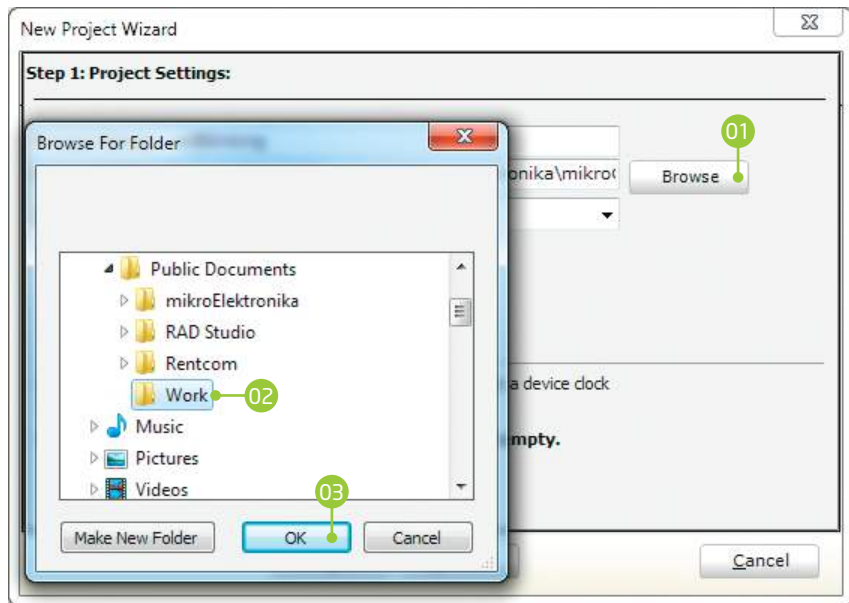 New Project Wizard
Step 1: Project Settings:
Browse For Folder
01
onika\mikro
Browse
Public Documents
mikroElektronika
RAD Studio
Rentcom
a device clock
Work
02
Music
mpty.
Pictures
Videos
03
Make New Folder
OK
Cancel
Cancel